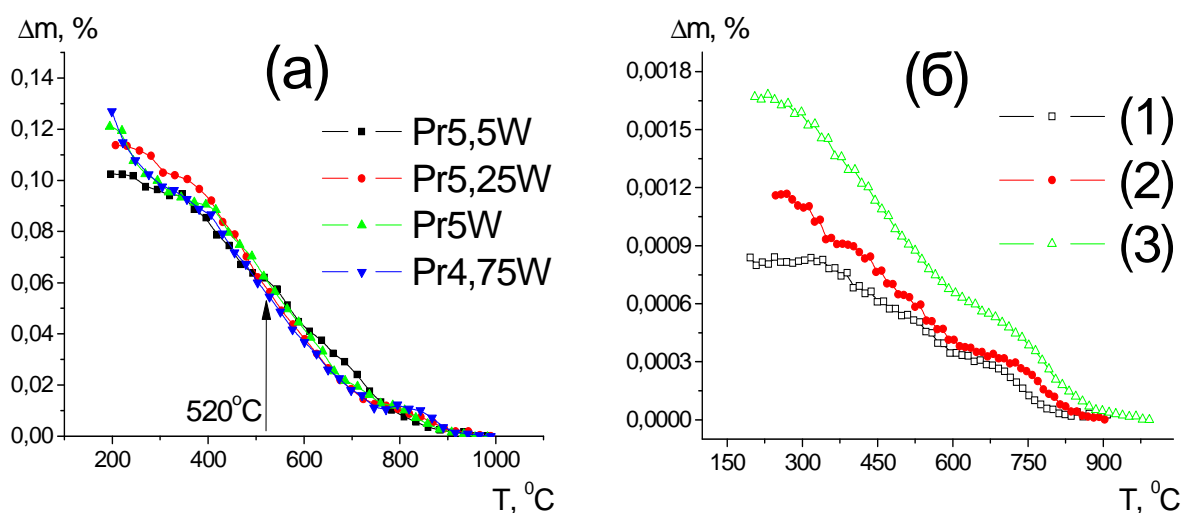 Δm, %
(а)
0,14
0,12
0,10
0,08
0,06
0,04
0,02
0,00
Pr5,5W
Pr5,25W
Pr5W
Pr4,75W
520°C
200 400 600 800 1000
T, ⁰C
Δm, %
(б)
0,0018
0,0015
0,0012
0,0009
0,0006
0,0003
0,0000
(1)
(2)
(3)
150 300 450 600 750 900
T, ⁰C